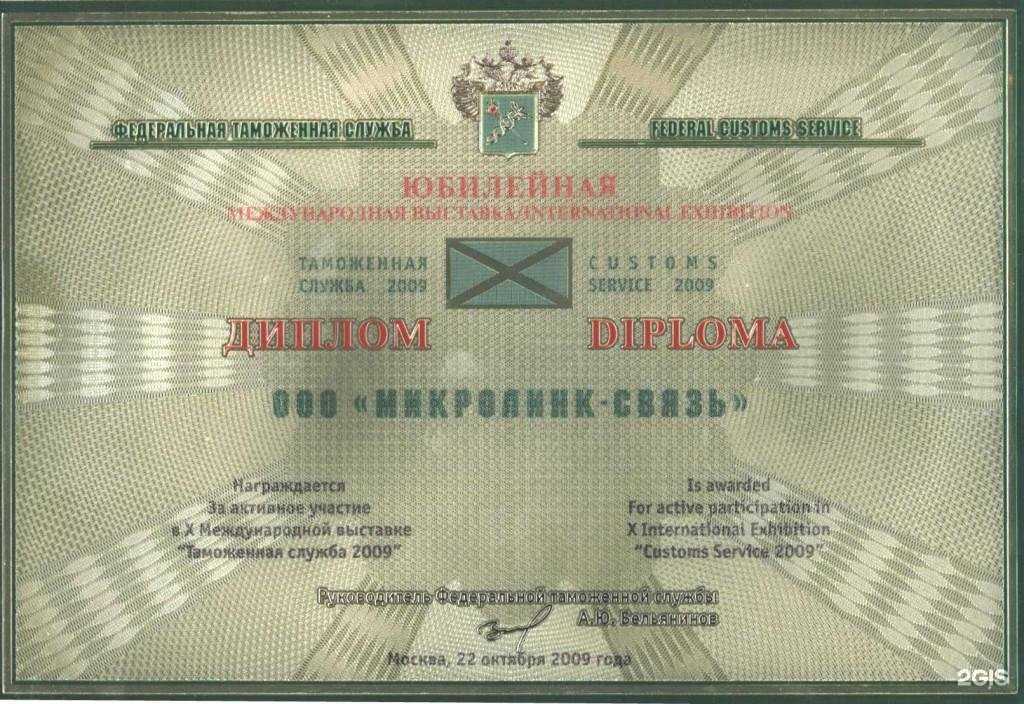 ФЕДЕРАЛЬНАЯ ТАМОЖЕННАЯ СЛУЖБА
FEDERAL CUSTOMS SERVICE
ЮБИЛЕЙНАЯ
МЕЖДУНАРОДНАЯ ВЫСТАВКА/INTERNATIONAL EXHIBITION
ТАМОЖЕННАЯ
СЛУЖБА 2009
CUSTOMS
SERVICE 2009
ДИПЛОМ
DIPLOMA
ООО «МИКРОЛИНК-СВЯЗЬ»
Награждается
За активное участие
в X Международной выставке
"Таможенная служба 2009"
Is awarded
For active participation in
X International Exhibition
"Customs Service 2009"
Руководитель Федеральной таможенной службы
А.Ю. Бельянинов
Москва, 22 октября 2009 года
2GIS